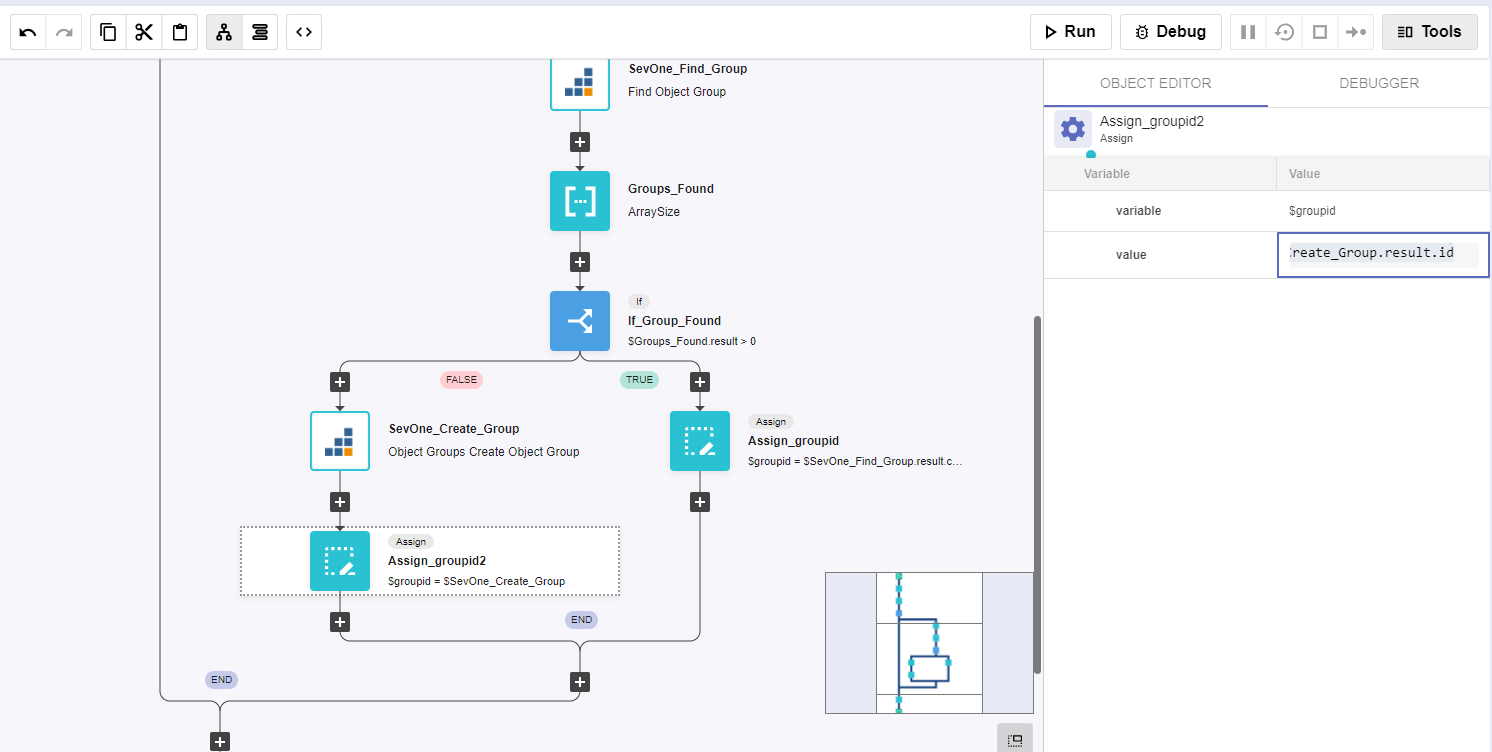 Run
Debug
Tools
SevOne_Find_Group
Find Object Group
Groups_Found
ArraySize
If
If_Group_Found
$Groups_Found.result > 0
FALSE
TRUE
SevOne_Create_Group
Object Groups Create Object Group
Assign
Assign_groupid
$groupid = $SevOne_Find_Group.result.c...
Assign
Assign_groupid2
$groupid = $SevOne_Create_Group
END
END
OBJECT EDITOR
DEBUGGER
Assign_groupid2
Assign
Variable
Value
variable
$groupid
value
reate_Group.result.id